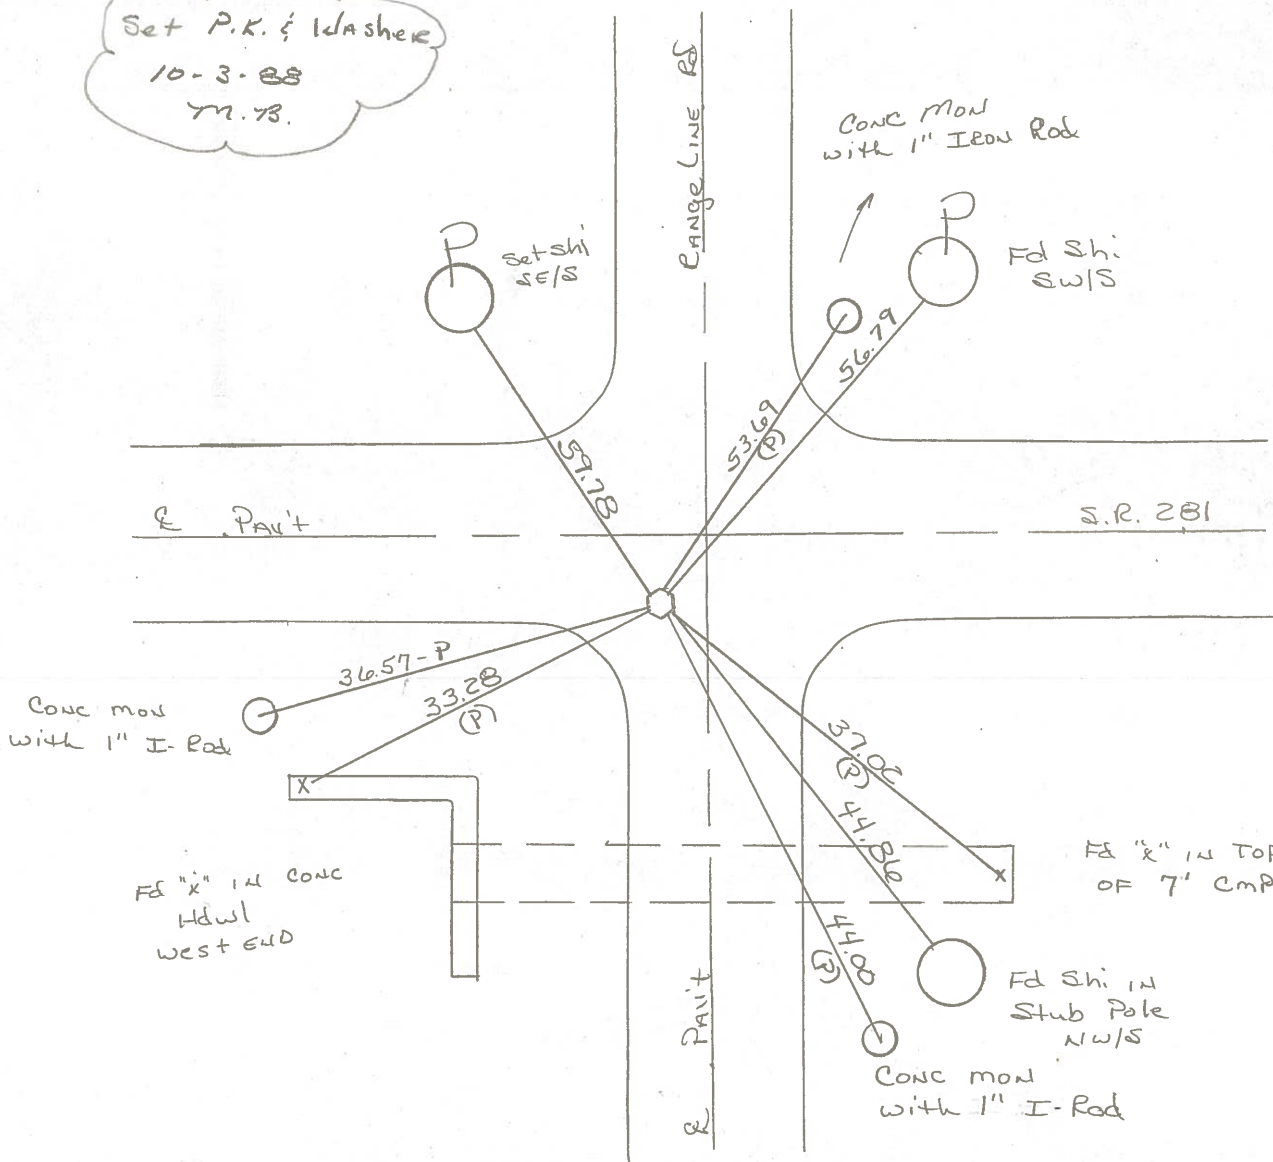 Set P.K. & Washer
10-3-88
M.B.
Range Line Rd
Conc Mon
with 1" Iron Rod
P
P
Set Shi
SE/S
Fd Shi
SW/S
59.78
53.69
(P)
56.79
℄ Pav't
S.R. 281
36.57-P
33.28
(P)
Conc mon
with 1" I-Rod
X
Fd "x" in Conc
Hdwl
West End
37.02
(P)
44.86
44.00
(P)
x
Fd "x" in Top
of 7' CMP
Fd Shi in
Stub Pole
NW/S
℄ Pav't
Conc mon
with 1" I-Rod